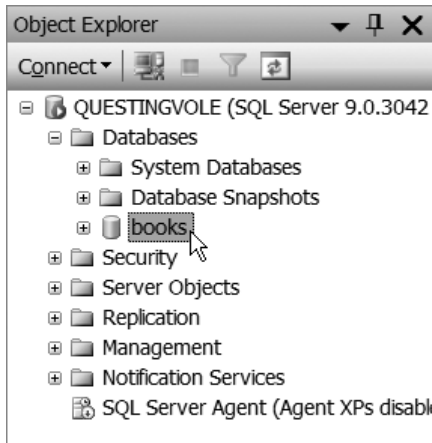 Object Explorer
Connect
QUESTINGVOLE (SQL Server 9.0.3042
Databases
System Databases
Database Snapshots
books
Security
Server Objects
Replication
Management
Notification Services
SQL Server Agent (Agent XPs disable